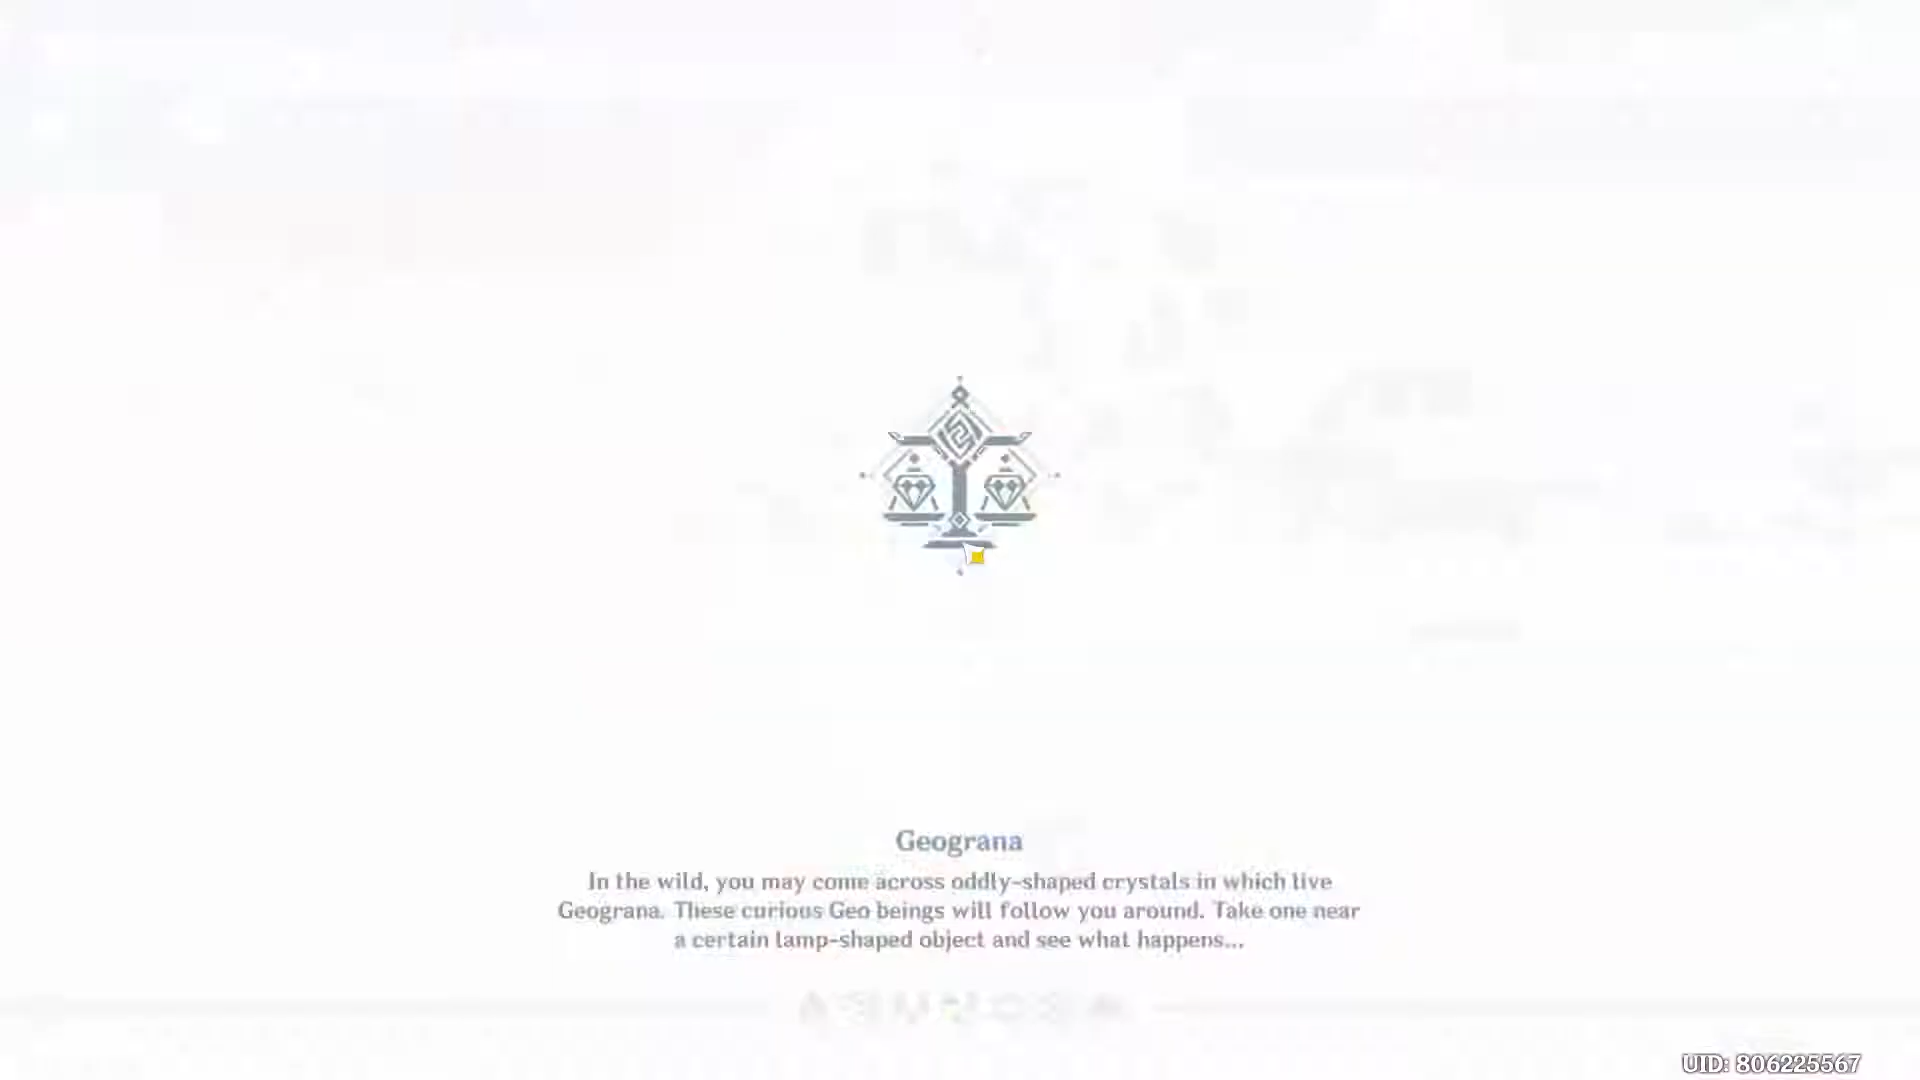 Geograna
In the wild, you may come across oddly-shaped crystals in which live
Geograna. These curious Geo beings will follow you around. Take one near
a certain lamp-shaped object and see what happens...
UID: 806225567